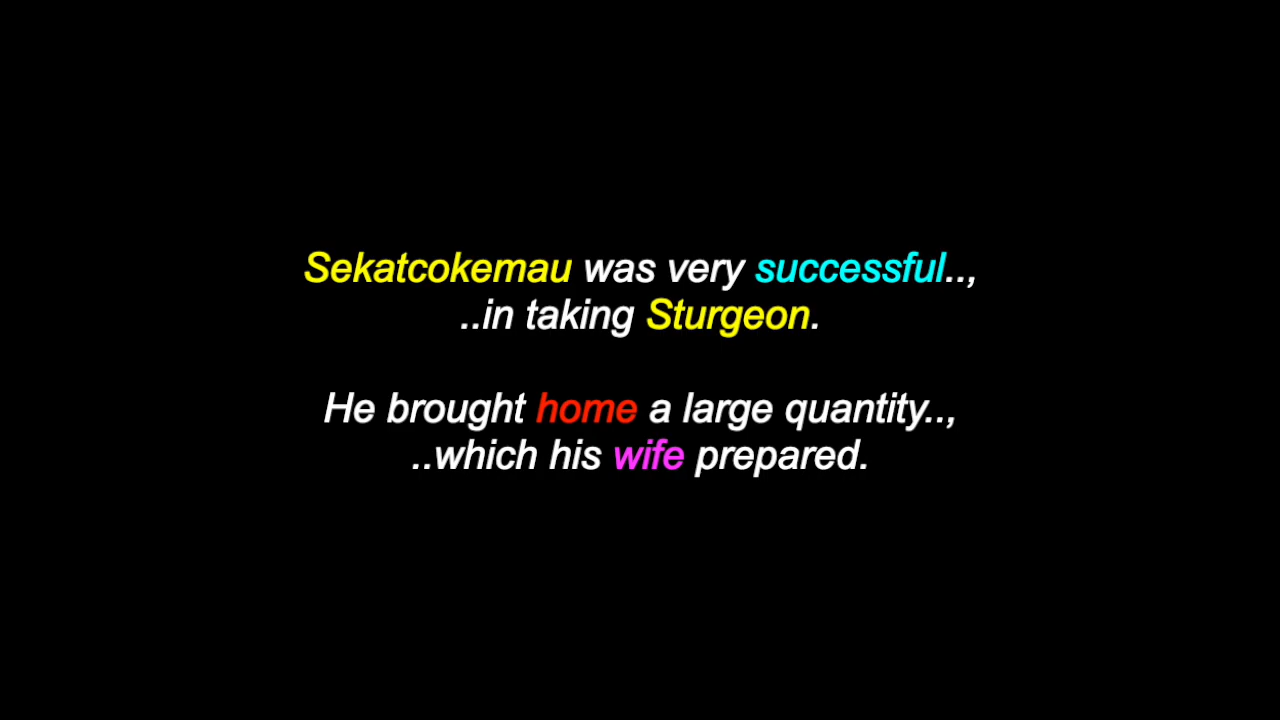 Sekatcokemau was very successful..,
..in taking Sturgeon.
He brought home a large quantity..,
..which his wife prepared.